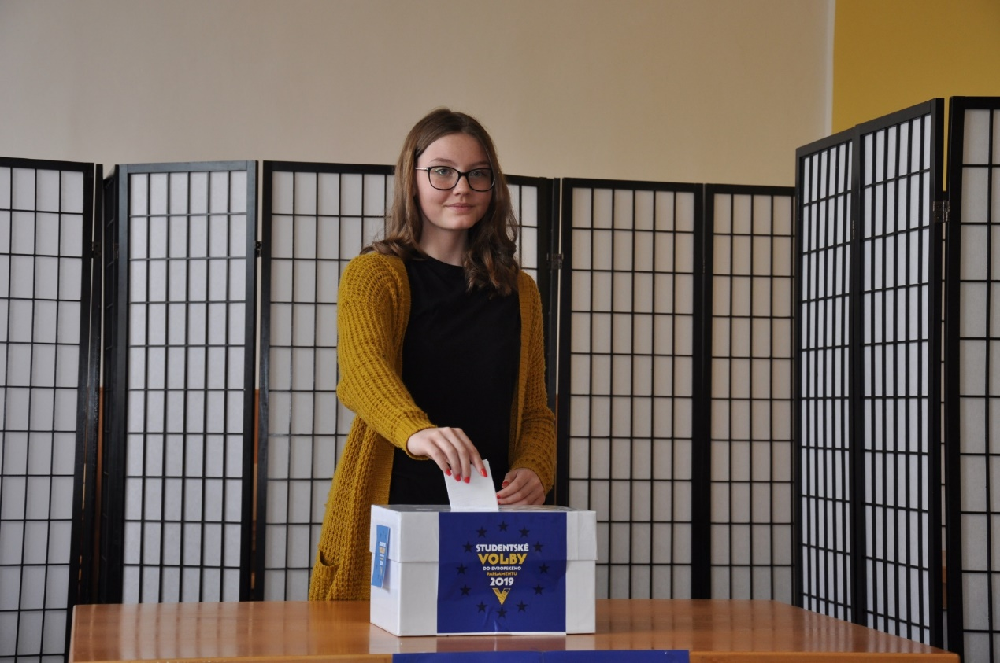 STUDENTSKÉ
VOLBY
DO EVROPSKÉHO
PARLAMENTU
2019